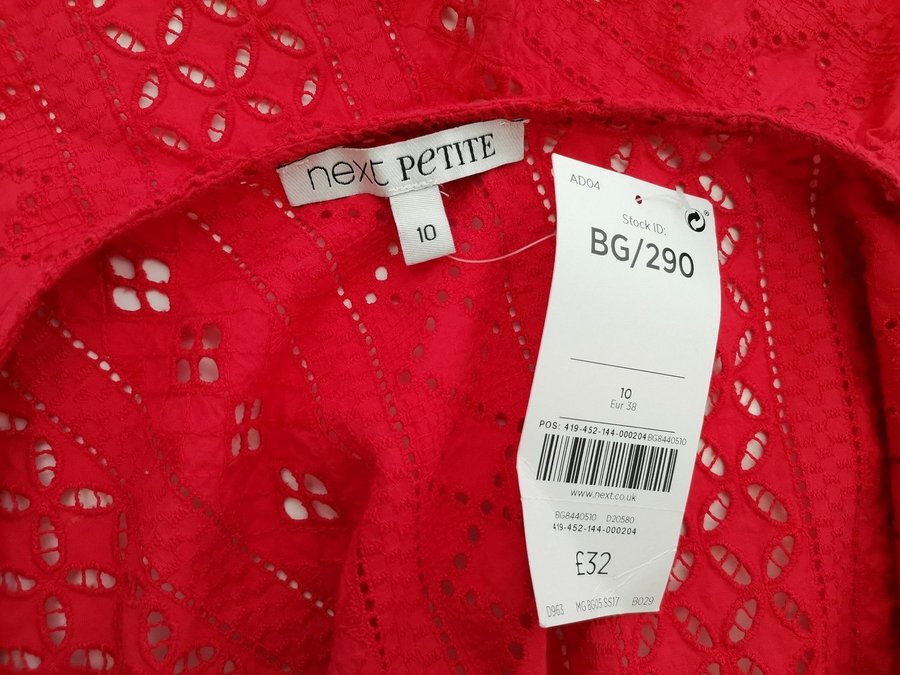 next PETITE
10
AD04
®
Stock ID:
BG/290
10
Eur 38
POS: 419-452-144-000204 BG8440510
www.next.co.uk
BG8440510 D20580
419-452-144-000204
£32
D963 MG BG05 SS17 B029